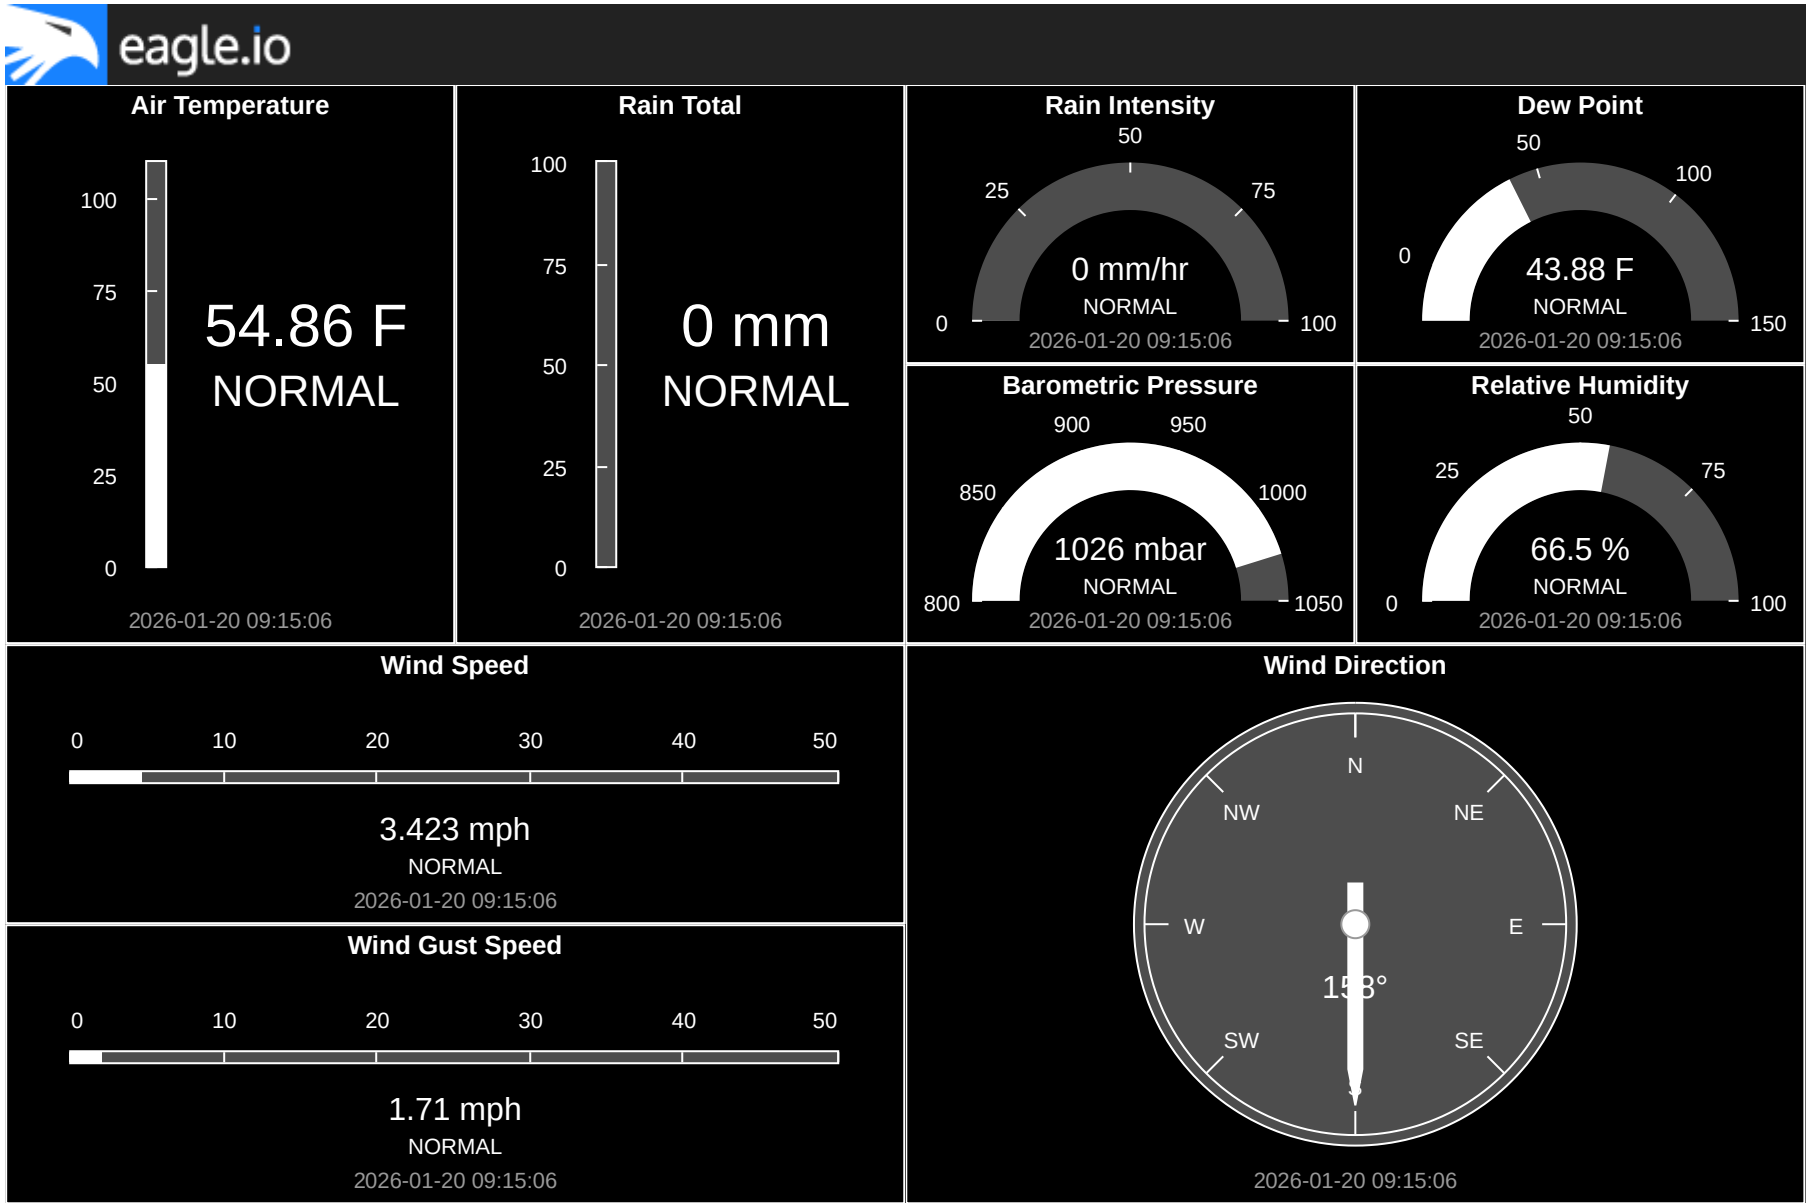 eagle.io
Air Temperature
100
75
50
25
0
54.86 F
NORMAL
2026-01-20 09:15:06
Rain Total
100
75
50
25
0
0 mm
NORMAL
2026-01-20 09:15:06
Rain Intensity
50
25
75
0
100
0 mm/hr
NORMAL
2026-01-20 09:15:06
Dew Point
50
100
0
150
43.88 F
NORMAL
2026-01-20 09:15:06
Barometric Pressure
900
950
850
1000
800
1050
1026 mbar
NORMAL
2026-01-20 09:15:06
Relative Humidity
50
25
75
0
100
66.5 %
NORMAL
2026-01-20 09:15:06
Wind Speed
0 10 20 30 40 50
3.423 mph
NORMAL
2026-01-20 09:15:06
Wind Gust Speed
0 10 20 30 40 50
1.71 mph
NORMAL
2026-01-20 09:15:06
Wind Direction
N
NW
NE
W
E
158°
SW
SE
S
2026-01-20 09:15:06